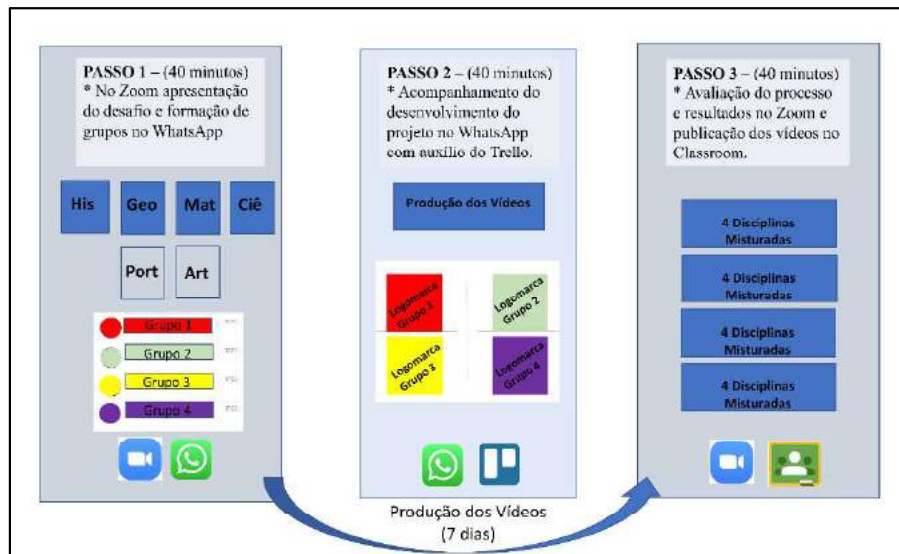 PASSO 1 – (40 minutos)
* No Zoom apresentação
do desafio e formação de
grupos no WhatsApp
His
Geo
Mat
Ciê
Port
Art
Grupo 1
Grupo 2
Grupo 3
Grupo 4
PASSO 2 – (40 minutos)
* Acompanhamento do
desenvolvimento do
projeto no WhatsApp
com auxílio do Trello.
Produção dos Vídeos
Logomarca
Grupo 1
Logomarca
Grupo 2
Logomarca
Grupo 3
Logomarca
Grupo 4
Produção dos Vídeos
(7 dias)
PASSO 3 – (40 minutos)
* Avaliação do processo
e resultados no Zoom e
publicação dos vídeos no
Classroom.
4 Disciplinas
Misturadas
4 Disciplinas
Misturadas
4 Disciplinas
Misturadas
4 Disciplinas
Misturadas